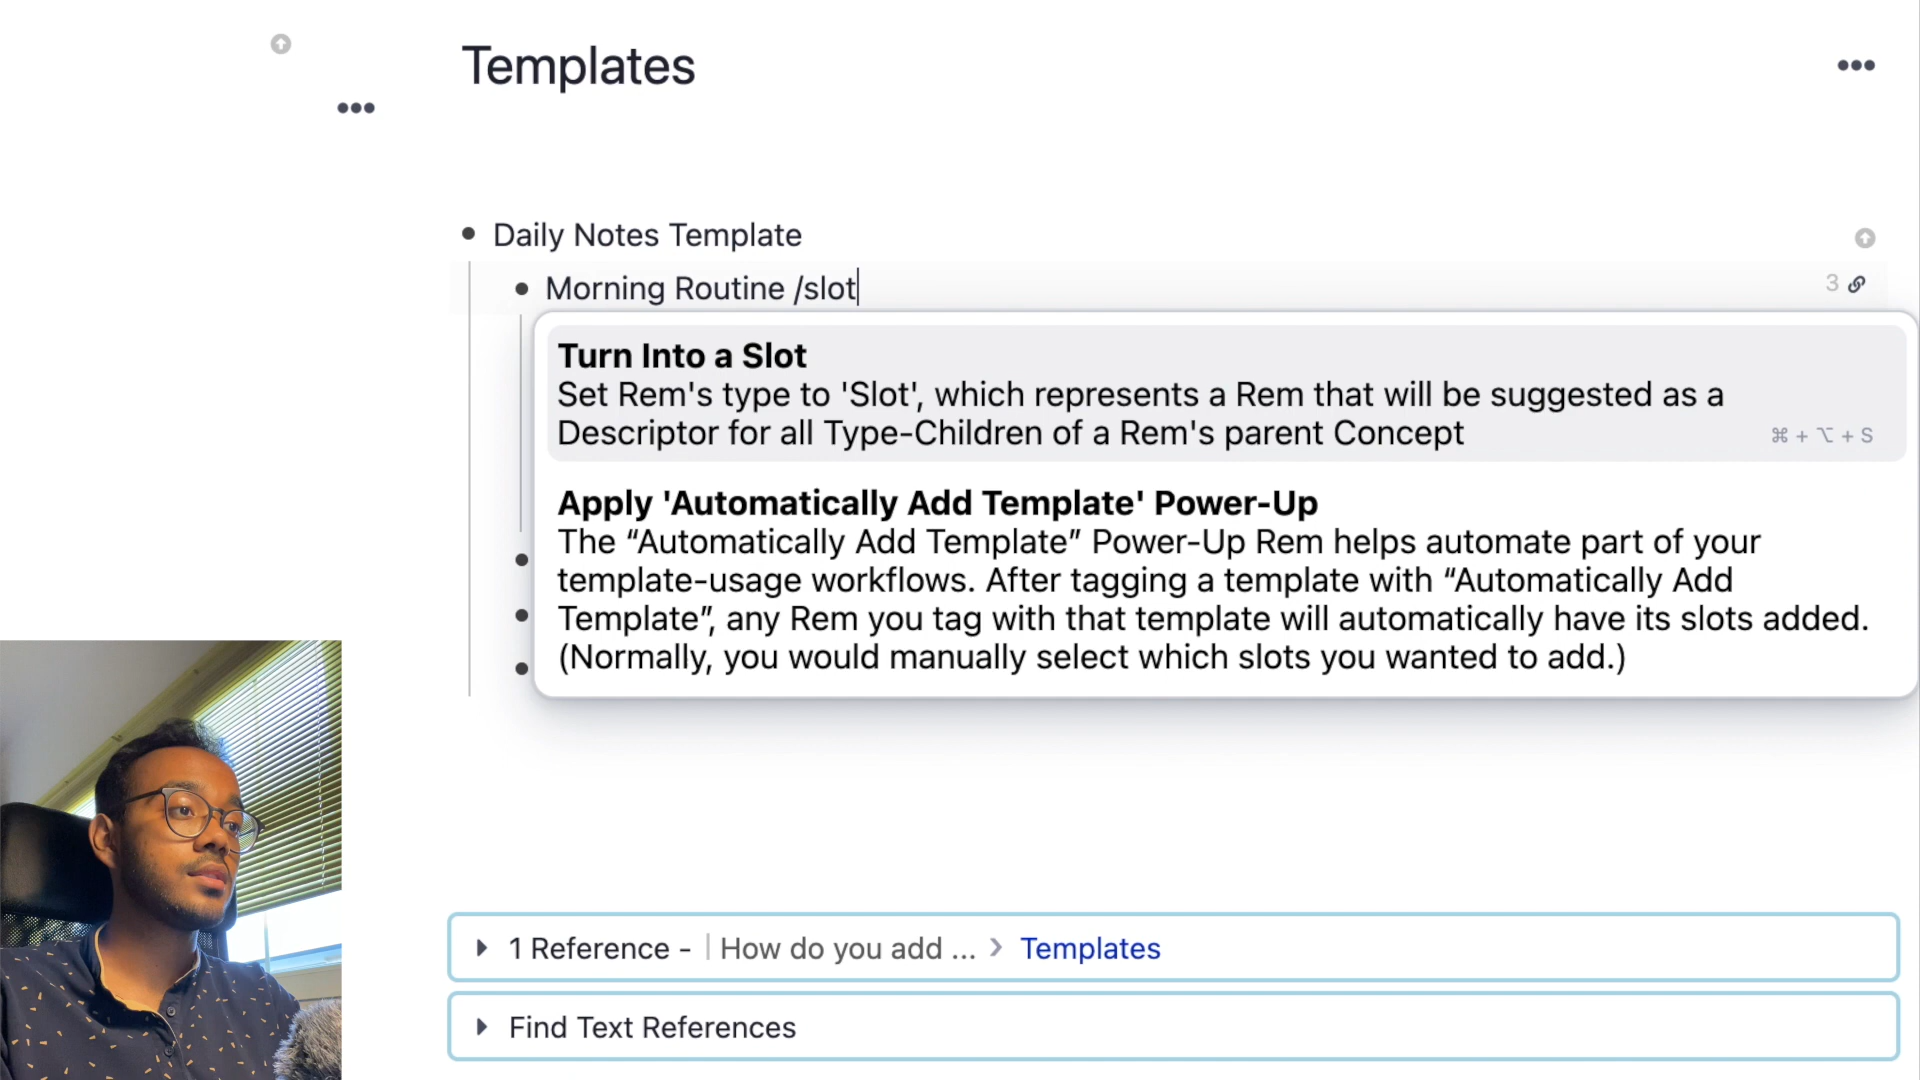 Templates
Daily Notes Template
Morning Routine /slot
3
Turn Into a Slot
Set Rem's type to 'Slot', which represents a Rem that will be suggested as a
Descriptor for all Type-Children of a Rem's parent Concept
⌘ + ⌥ + S
Apply 'Automatically Add Template' Power-Up
The “Automatically Add Template” Power-Up Rem helps automate part of your
template-usage workflows. After tagging a template with “Automatically Add
Template”, any Rem you tag with that template will automatically have its slots added.
(Normally, you would manually select which slots you wanted to add.)
1 Reference - How do you add ... > Templates
Find Text References